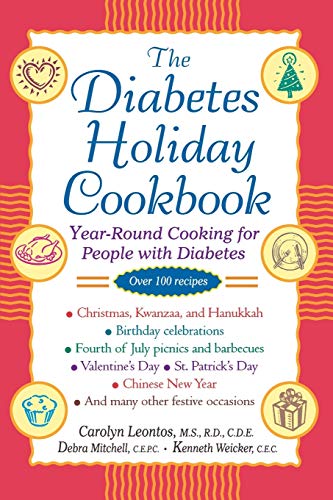 The
Diabetes
Holiday
Cookbook
Year-Round Cooking for
People with Diabetes
Over 100 recipes
• Christmas, Kwanzaa, and Hanukkah
• Birthday celebrations
• Fourth of July picnics and barbecues
• Valentine's Day • St. Patrick's Day
• Chinese New Year
• And many other festive occasions
Carolyn Leontos, M.S., R.D., C.D.E.
Debra Mitchell, C.E.P.C. • Kenneth Weicker, C.E.C.